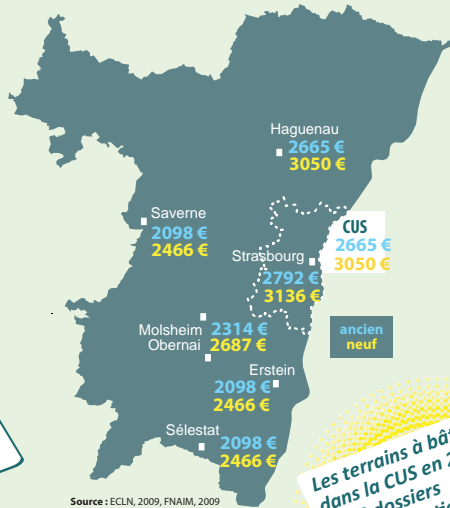 Haguenau
2665 €
3050 €
Saverne
2098 €
2466 €
CUS
2665 €
3050 €
Strasbourg
2792 €
3136 €
Molsheim
Obernai
2314 €
2687 €
ancien
neuf
Erstein
2098 €
2466 €
Sélestat
2098 €
2466 €
Les terrains à bât
dans la CUS en 2
dossiers
Source : ECLN, 2009, FNAIM, 2009